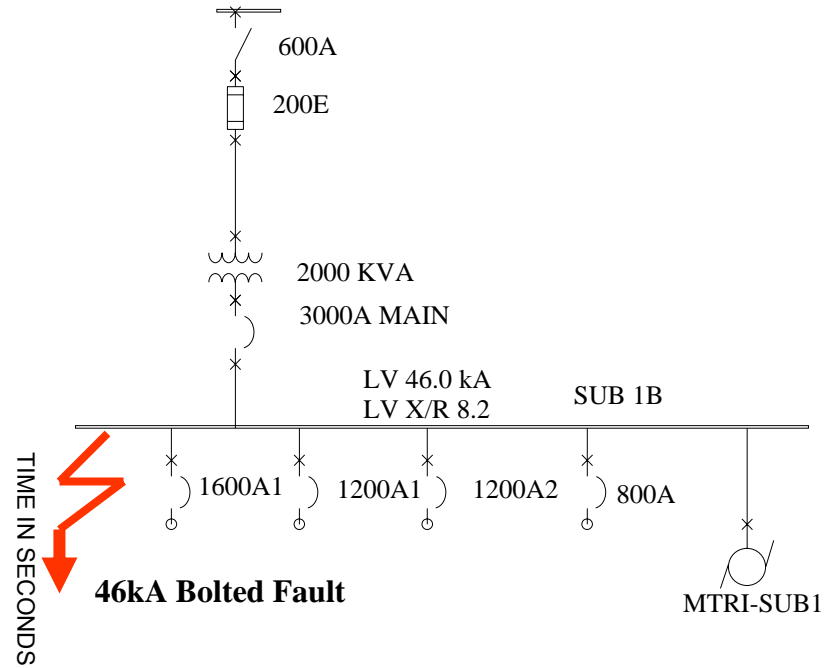 600A
200E
2000 KVA
3000A MAIN
LV 46.0 kA
LV X/R 8.2
SUB 1B
1600A1
1200A1
1200A2
800A
TIME IN SECONDS
46kA Bolted Fault
MTRI-SUB1